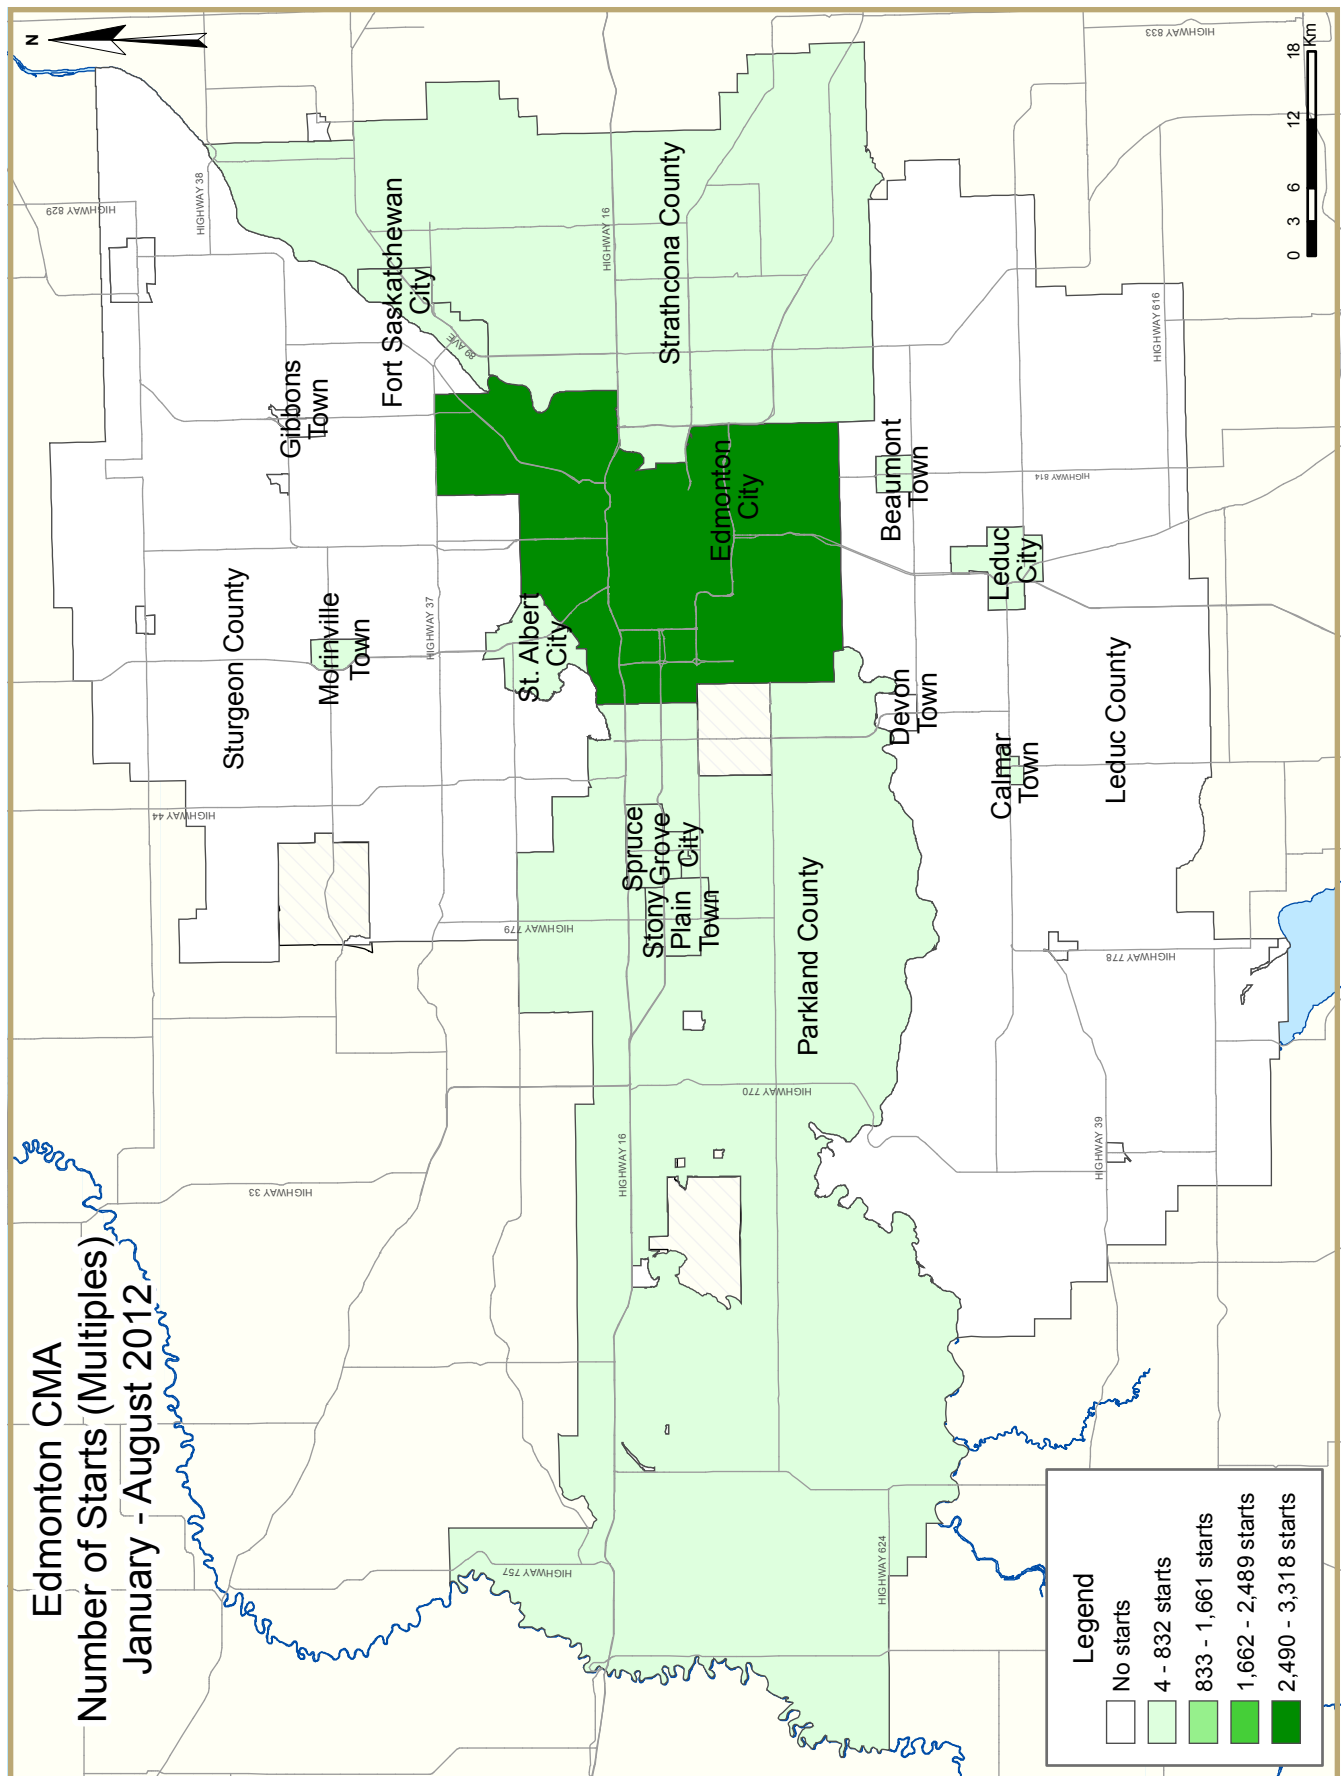 Edmonton CMA
Number of Starts (Multiples)
January - August 2012
N
HIGHWAY 829
HIGHWAY 38
HIGHWAY 833
HIGHWAY 44
Sturgeon County
Gibbons
Town
Morinville
Town
Fort Saskatchewan
City
89 AVE
HIGHWAY 37
HIGHWAY 33
HIGHWAY 779
St. Albert
City
HIGHWAY 757
HIGHWAY 16
HIGHWAY 16
Strathcona County
Edmonton
City
Spruce
Grove
City
Stony
Plain
Town
HIGHWAY 770
Parkland County
Beaumont
Town
Devon
Town
HIGHWAY 624
Leduc
City
Calmar
Town
HIGHWAY 814
HIGHWAY 39
Leduc County
HIGHWAY 778
HIGHWAY 616
Legend
No starts
4 - 832 starts
833 - 1,661 starts
1,662 - 2,489 starts
2,490 - 3,318 starts
0 3 6 12 18
Km